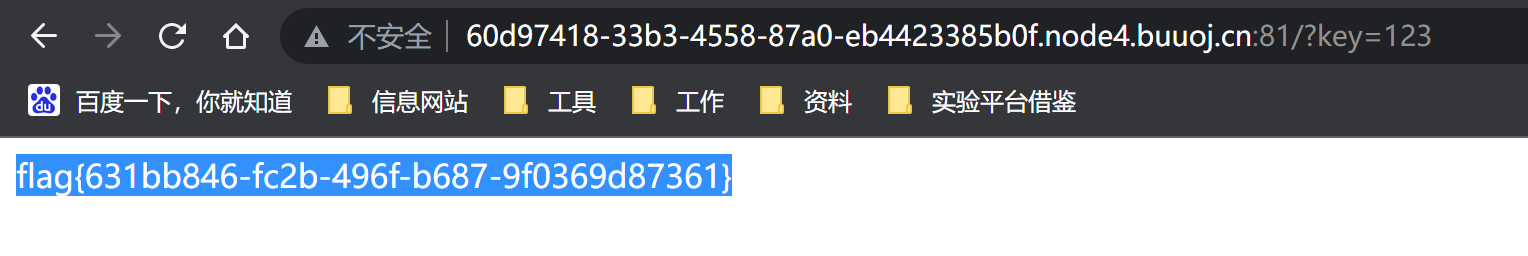 不安全 60d97418-33b3-4558-87a0-eb4423385b0f.node4.buuoj.cn:81/?key=123
du 百度一下，你就知道 信息网站 工具 工作 资料 实验平台借鉴
flag{631bb846-fc2b-496f-b687-9f0369d87361}